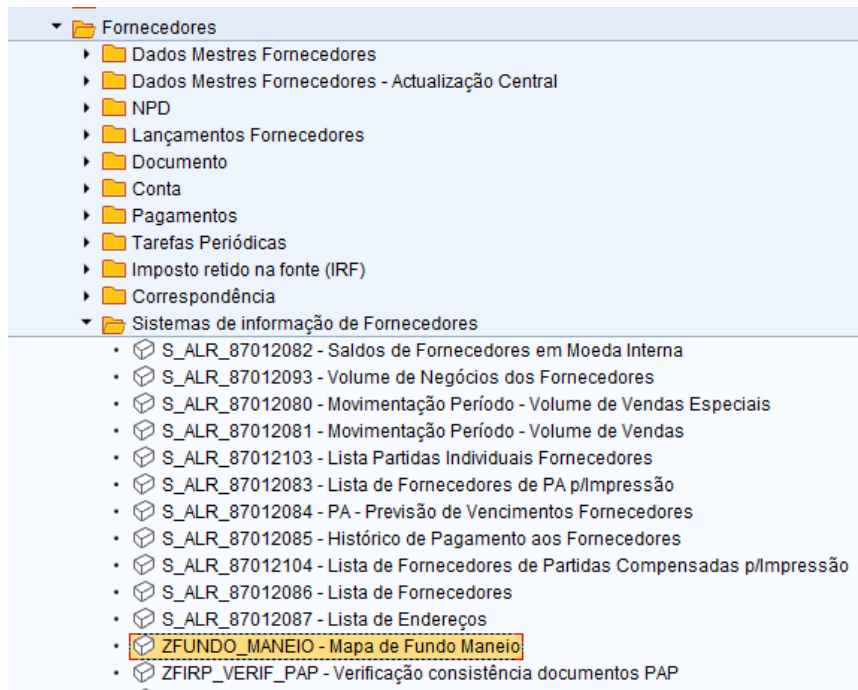 Fornecedores
Dados Mestres Fornecedores
Dados Mestres Fornecedores - Actualização Central
NPD
Lançamentos Fornecedores
Documento
Conta
Pagamentos
Tarefas Periódicas
Imposto retido na fonte (IRF)
Correspondência
Sistemas de informação de Fornecedores
S_ALR_87012082 - Saldos de Fornecedores em Moeda Interna
S_ALR_87012093 - Volume de Negócios dos Fornecedores
S_ALR_87012080 - Movimentação Período - Volume de Vendas Especiais
S_ALR_87012081 - Movimentação Período - Volume de Vendas
S_ALR_87012103 - Lista Partidas Individuais Fornecedores
S_ALR_87012083 - Lista de Fornecedores de PA p/Impressão
S_ALR_87012084 - PA - Previsão de Vencimentos Fornecedores
S_ALR_87012085 - Histórico de Pagamento aos Fornecedores
S_ALR_87012104 - Lista de Fornecedores de Partidas Compensadas p/Impressão
S_ALR_87012086 - Lista de Fornecedores
S_ALR_87012087 - Lista de Endereços
ZFUNDO_MANEIO - Mapa de Fundo Maneio
ZFIRP_VERIF_PAP - Verificação consistência documentos PAP